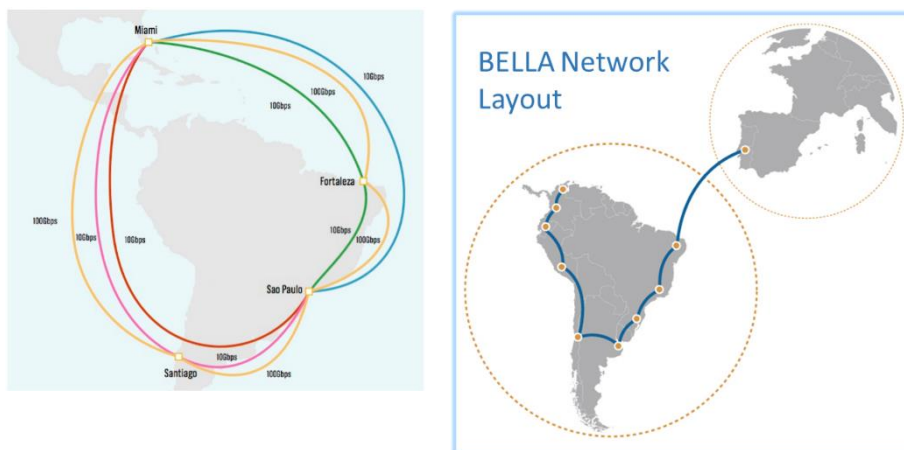 Miami
10Gbps
100Gbps
10Gbps
Fortaleza
100Gbps
10Gbps
10Gbps
10Gbps
100Gbps
Sao Paulo
10Gbps
Santiago
100Gbps
BELLA Network
Layout